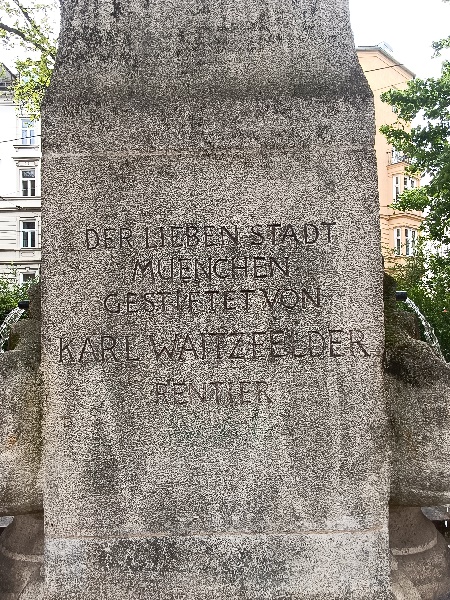 DER LIEBEN STADT
MUENCHEN
GESTIFTET VON
KARL WAITZFELDER
RENTIER